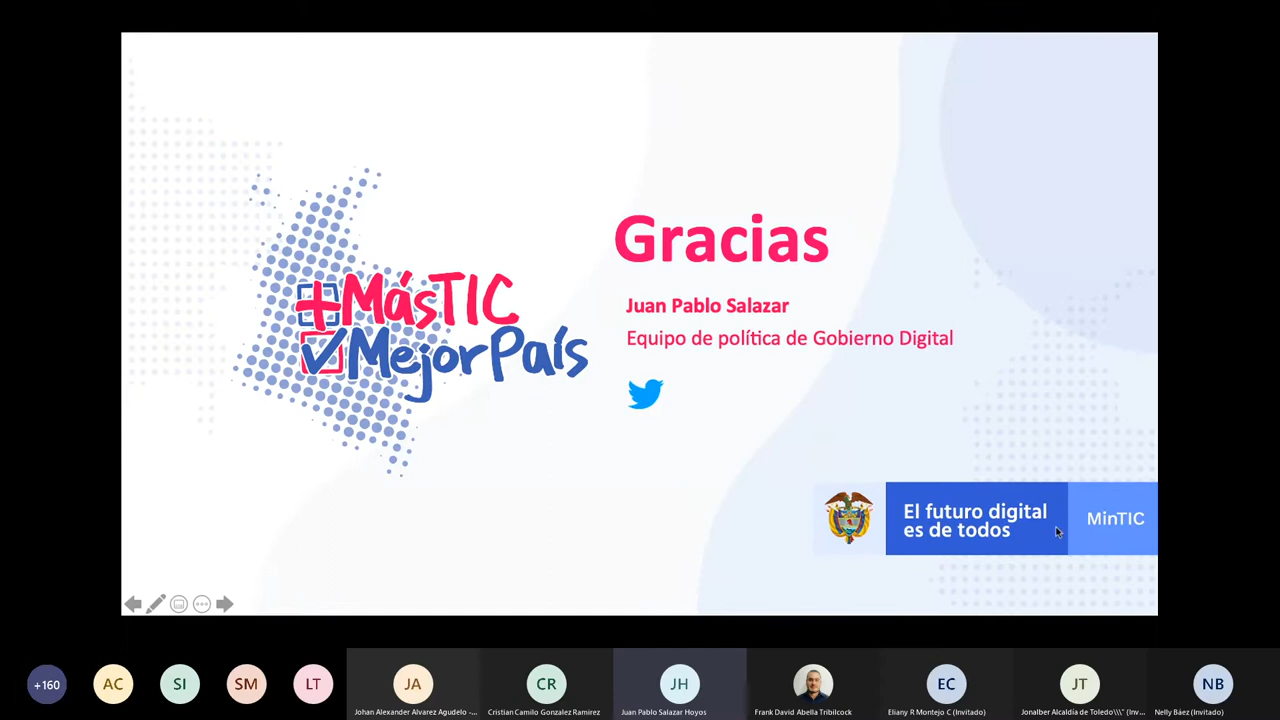 Gracias
Juan Pablo Salazar
Equipo de política de Gobierno Digital
+MásTIC
MejorPaís
El futuro digital
es de todos
MinTIC
+160
AC
SI
SM
LT
JA
CR
JH
EC
JT
NB
Johan Alexander Alvarez Agudelo -...
Cristian Camilo Gonzalez Ramirez
Juan Pablo Salazar Hoyos
Frank David Abella Tribilcock
Eliany R Montejo C (Invitado)
Jonalber Alcaldía de Toledo\\\" (Inv...
Nelly Báez (Invitado)